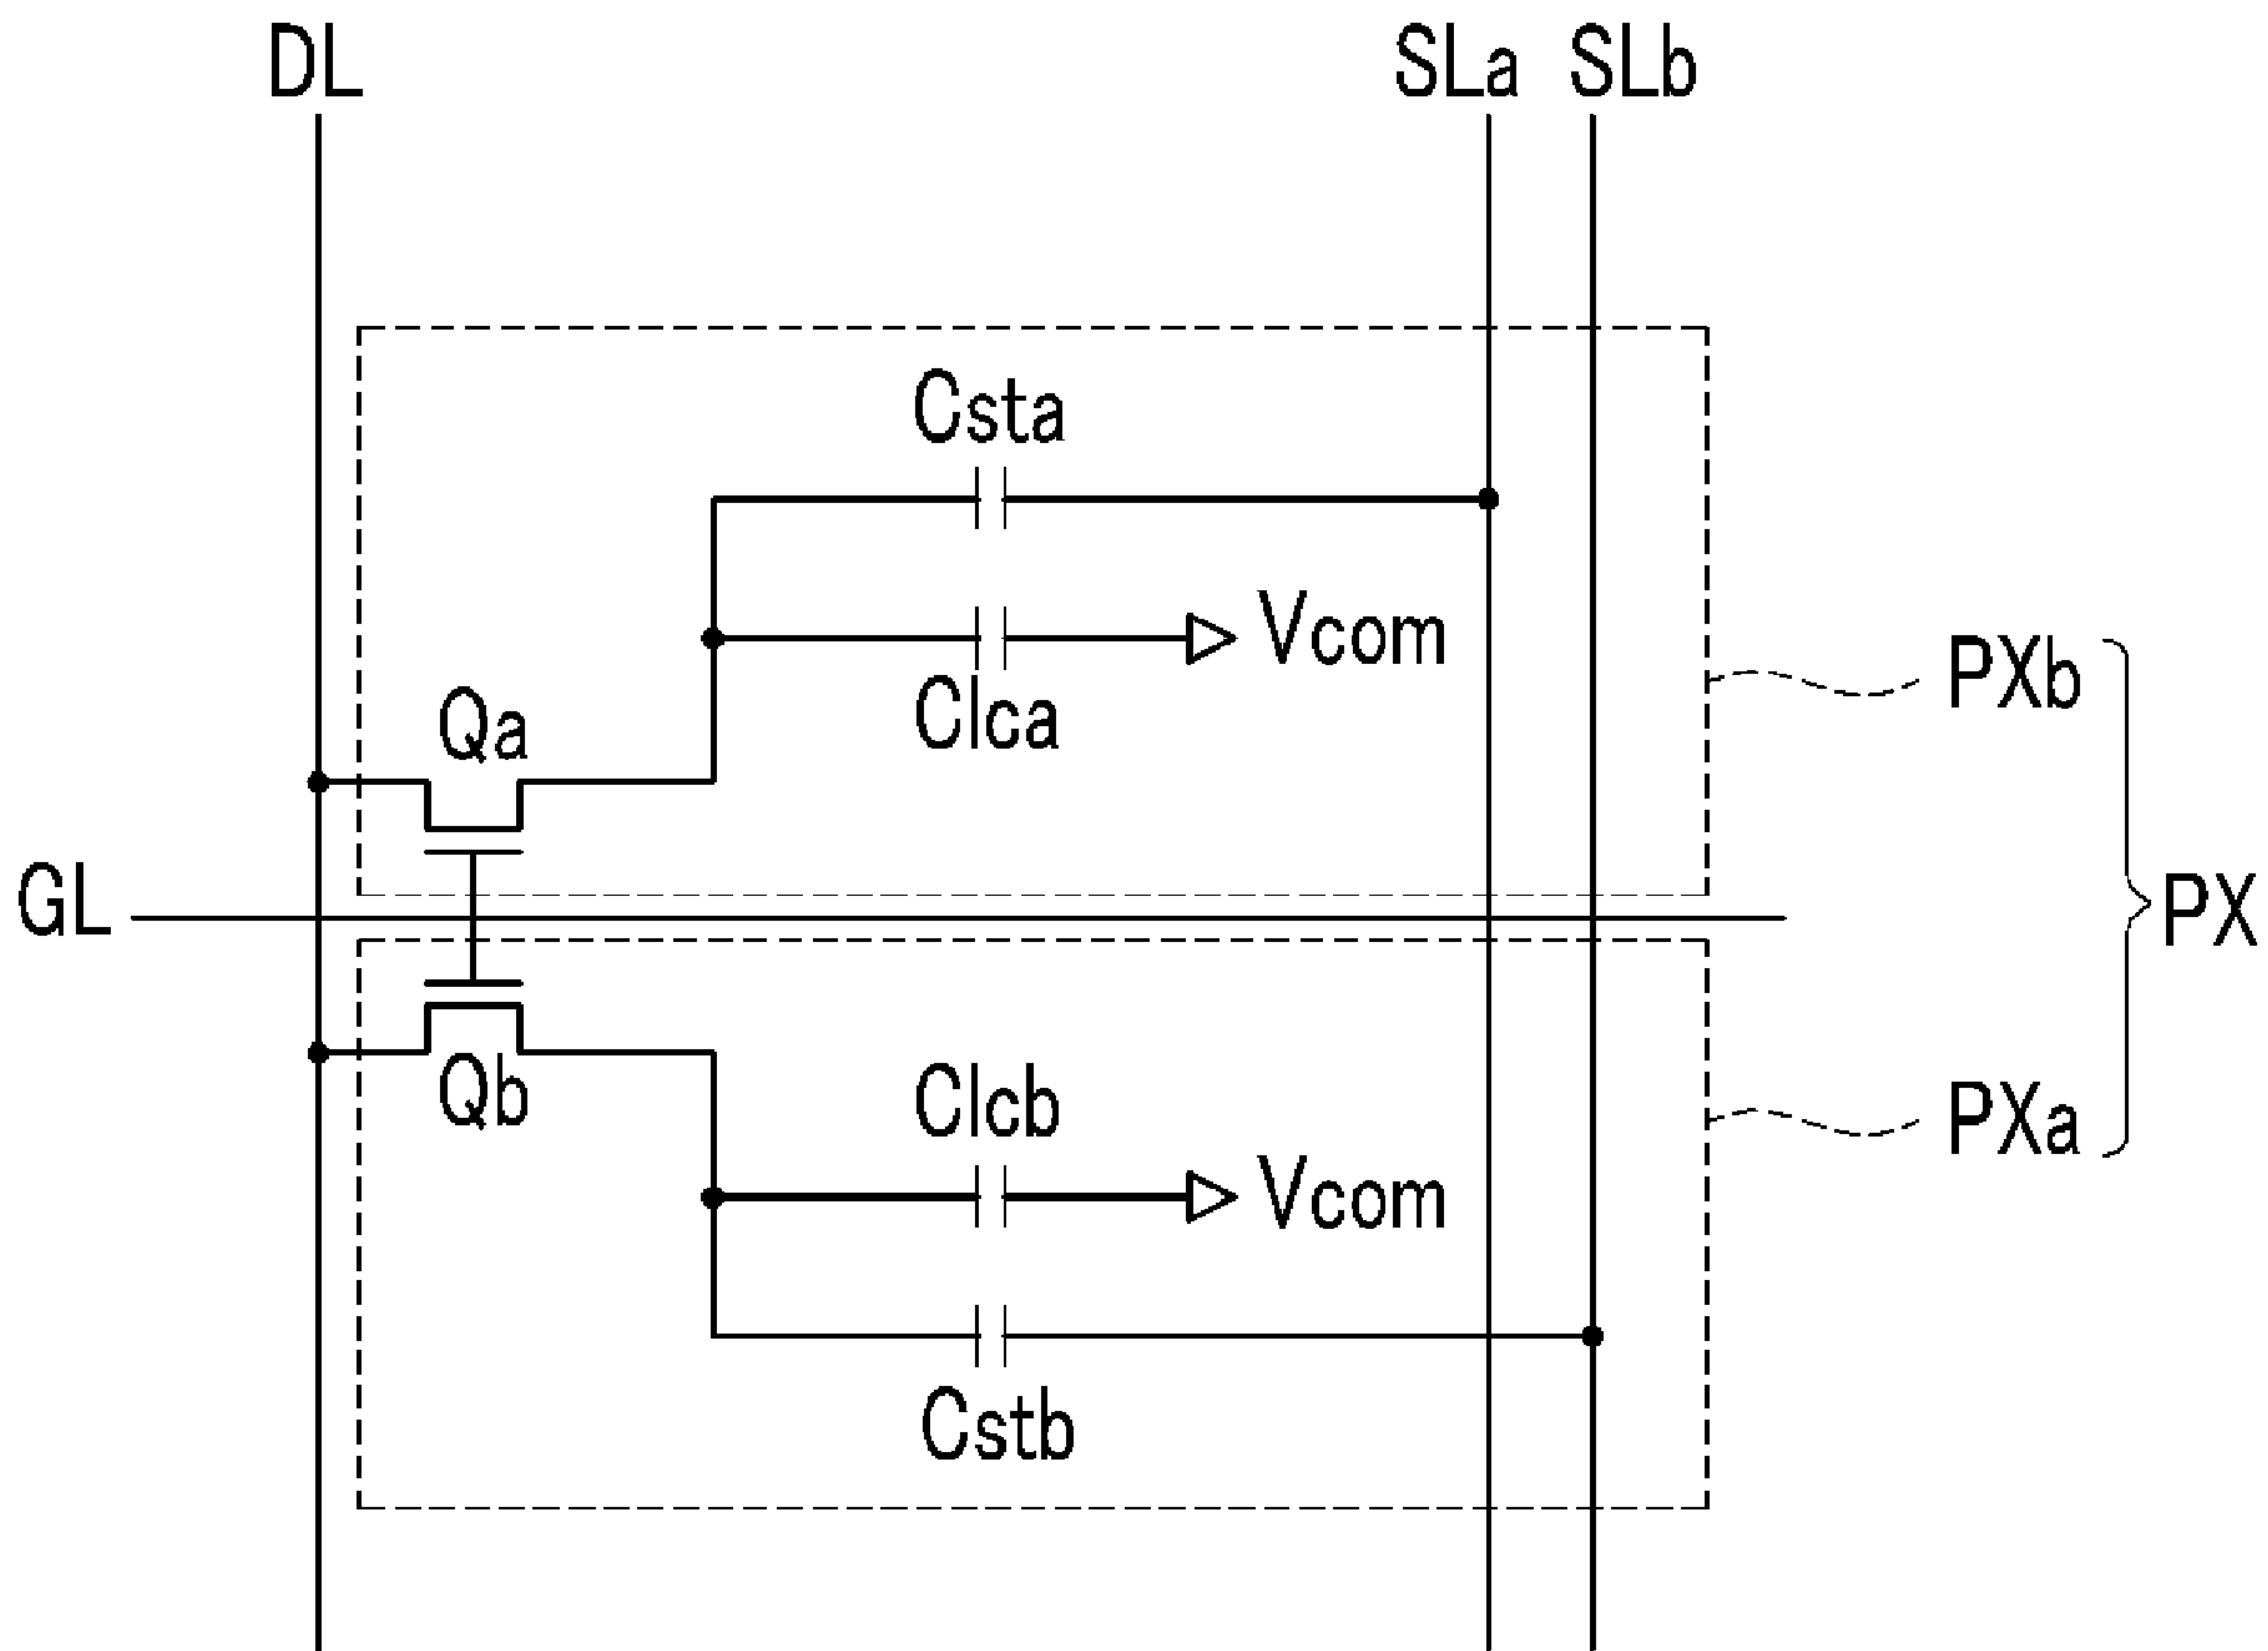 DL
SLa SLb
Csta
Vcom
PXb
Clca
Qa
GL
PX
Qb
Clcb
PXa
Vcom
Cstb